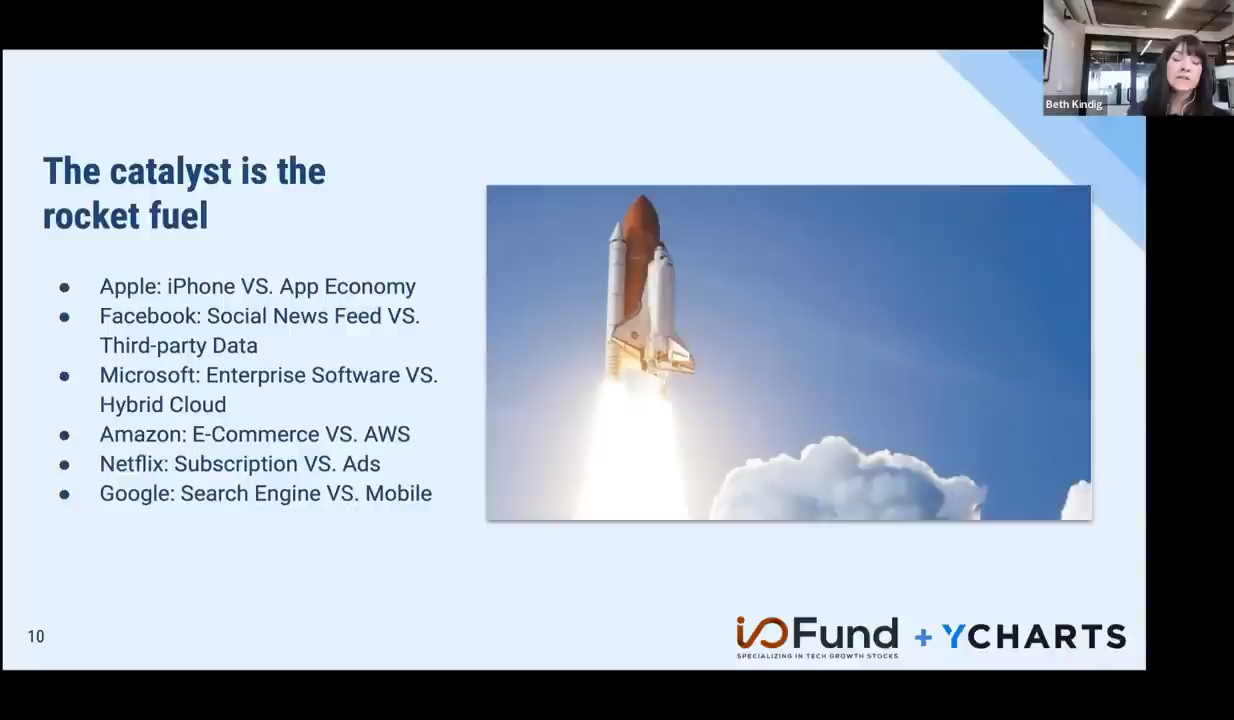 Beth Kindig
The catalyst is the
rocket fuel
● Apple: iPhone VS. App Economy
● Facebook: Social News Feed VS.
Third-party Data
● Microsoft: Enterprise Software VS.
Hybrid Cloud
● Amazon: E-Commerce VS. AWS
● Netflix: Subscription VS. Ads
● Google: Search Engine VS. Mobile
10
i/O Fund + YCHARTS
SPECIALIZING IN TECH GROWTH STOCKS